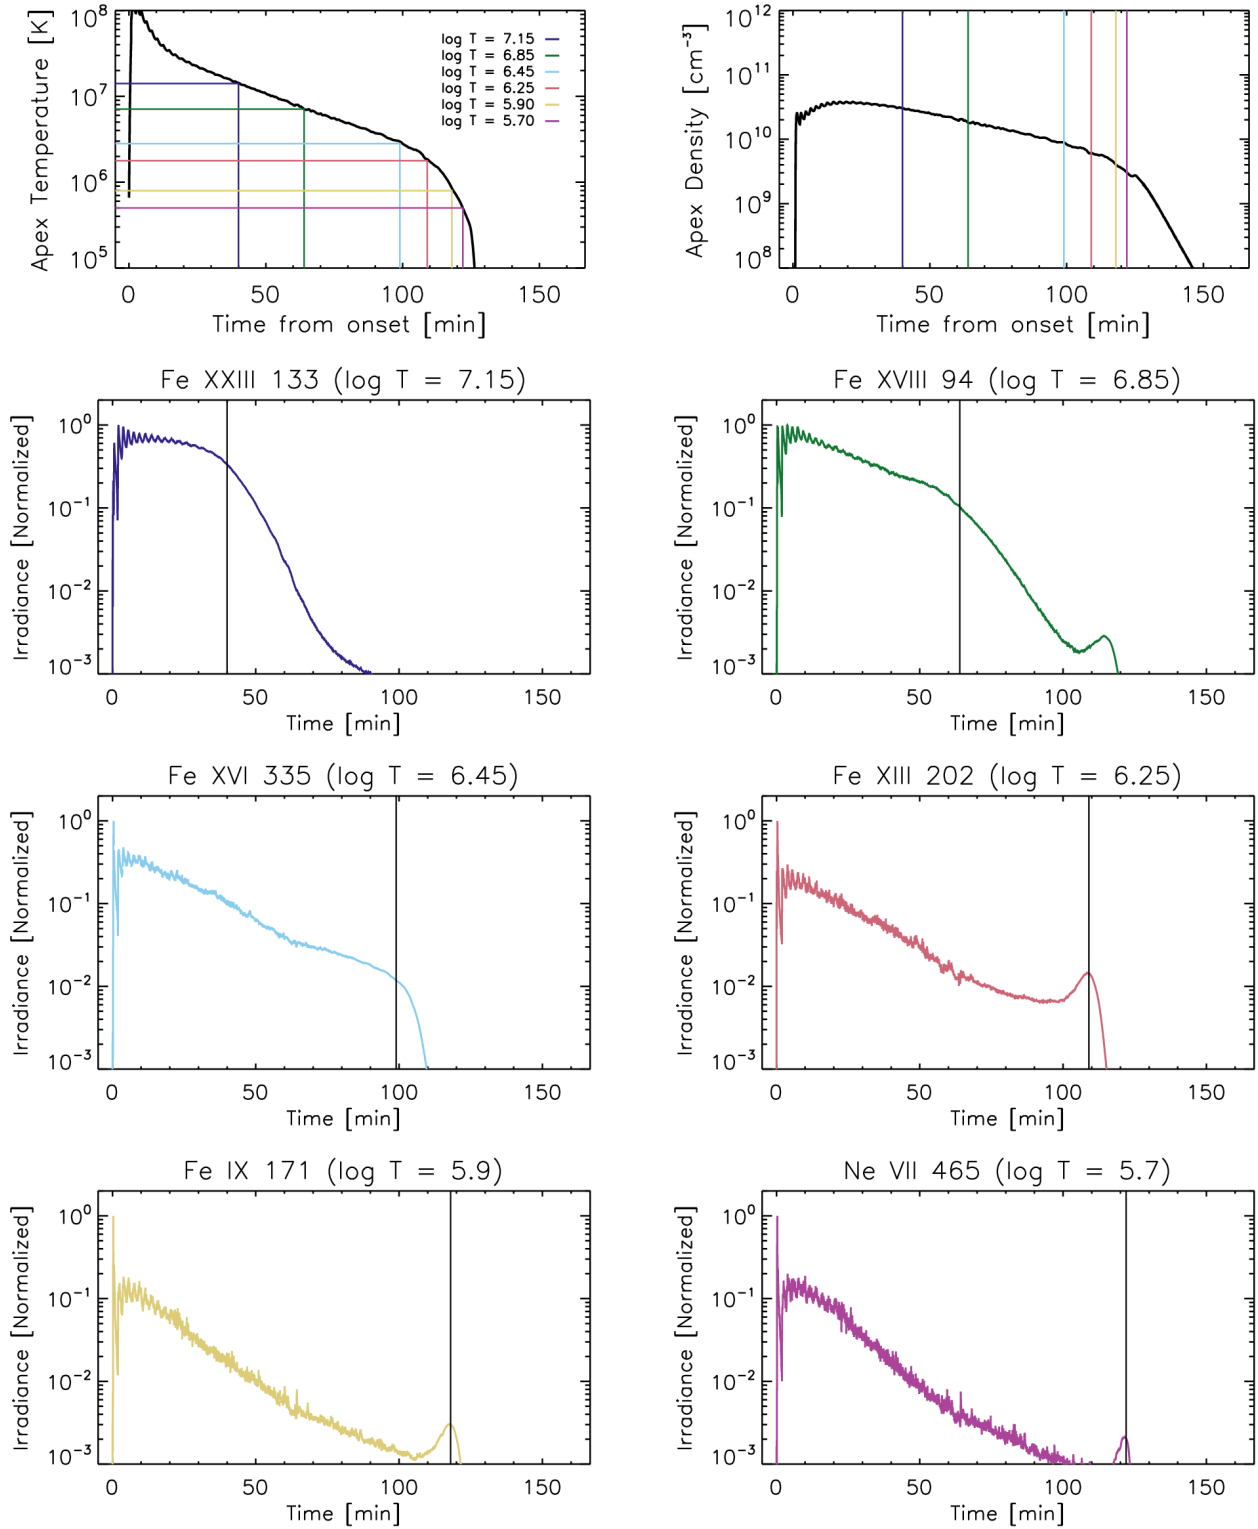 Apex Temperature [K]
10⁸
10⁷
10⁶
10⁵
log T = 7.15
log T = 6.85
log T = 6.45
log T = 6.25
log T = 5.90
log T = 5.70
0 50 100 150
Time from onset [min]
Apex Density [cm⁻³]
10¹²
10¹¹
10¹⁰
10⁹
10⁸
0 50 100 150
Time from onset [min]
Fe XXIII 133 (log T = 7.15)
Irradiance [Normalized]
10⁰
10⁻¹
10⁻²
10⁻³
0 50 100 150
Time [min]
Fe XVIII 94 (log T = 6.85)
Irradiance [Normalized]
10⁰
10⁻¹
10⁻²
10⁻³
0 50 100 150
Time [min]
Fe XVI 335 (log T = 6.45)
Irradiance [Normalized]
10⁰
10⁻¹
10⁻²
10⁻³
0 50 100 150
Time [min]
Fe XIII 202 (log T = 6.25)
Irradiance [Normalized]
10⁰
10⁻¹
10⁻²
10⁻³
0 50 100 150
Time [min]
Fe IX 171 (log T = 5.9)
Irradiance [Normalized]
10⁰
10⁻¹
10⁻²
10⁻³
0 50 100 150
Time [min]
Ne VII 465 (log T = 5.7)
Irradiance [Normalized]
10⁰
10⁻¹
10⁻²
10⁻³
0 50 100 150
Time [min]